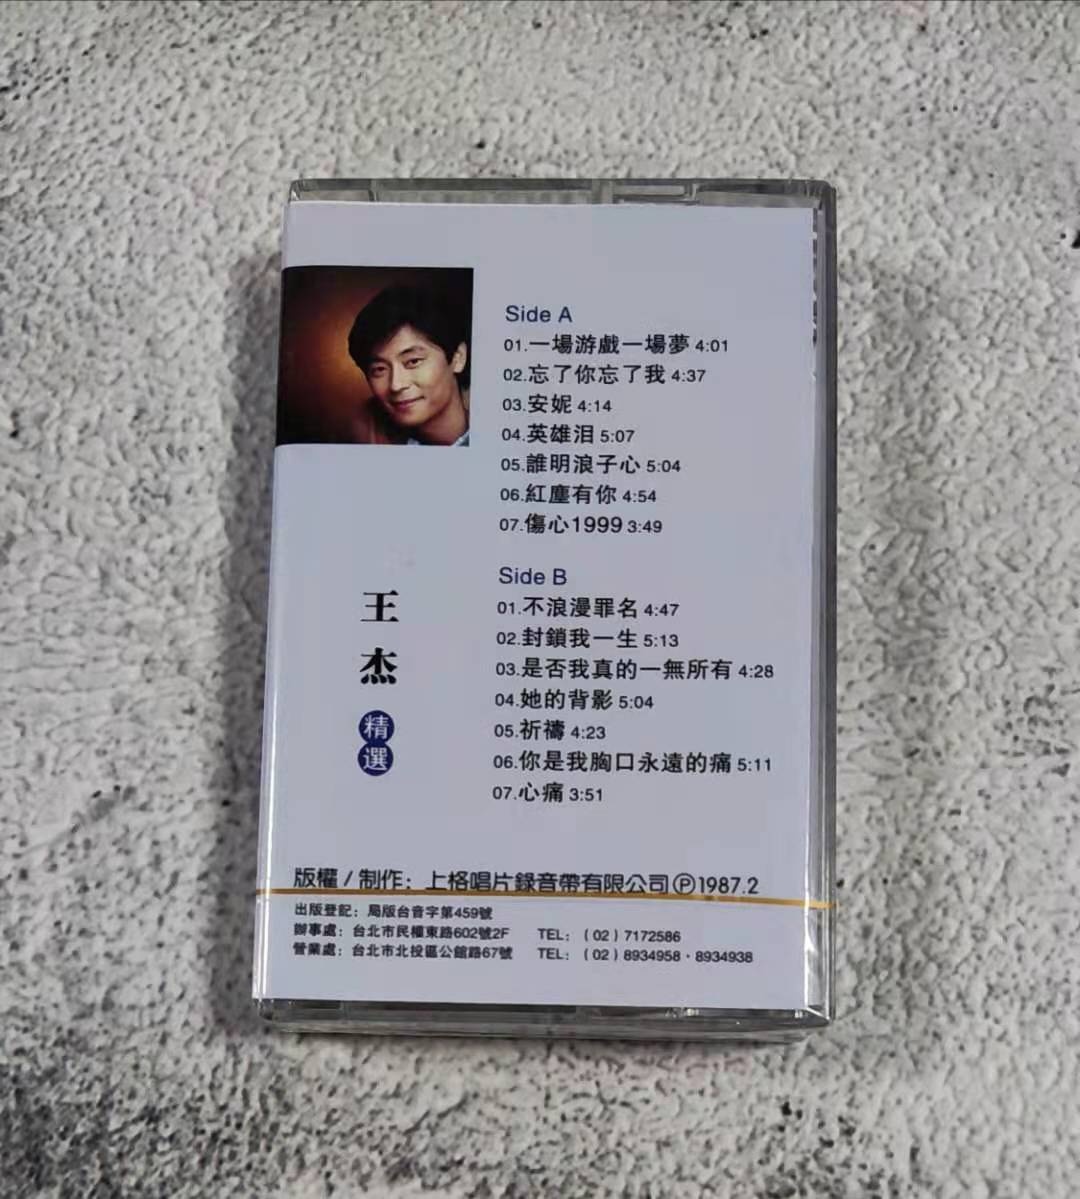 Side A
01.一場游戲一場夢 4:01
02.忘了你忘了我 4:37
03.安妮 4:14
04.英雄泪 5:07
05.誰明浪子心 5:04
06.紅塵有你 4:54
07.傷心1999 3:49
Side B
01.不浪漫罪名 4:47
02.封鎖我一生 5:13
03.是否我真的一無所有 4:28
04.她的背影 5:04
05.祈禱 4:23
06.你是我胸口永遠的痛 5:11
07.心痛 3:51
王
杰
精
選
版權 / 制作：上格唱片錄音帶有限公司Ⓟ1987.2
出版登記：局版台音字第459號
辦事處：台北市民權東路602號2F TEL：（02）7172586
營業處：台北市北投區公館路67號 TEL：（02）8934958・8934938